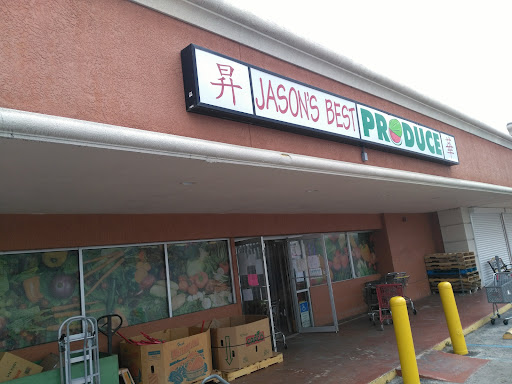 昇 JASON'S BEST PRODUCE